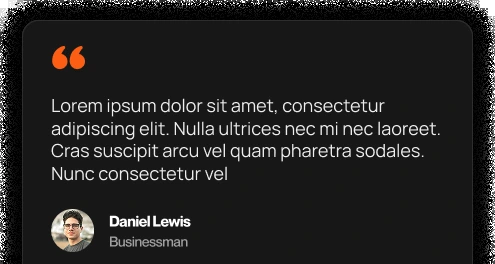 “
Lorem ipsum dolor sit amet, consectetur
adipiscing elit. Nulla ultrices nec mi nec laoreet.
Cras suscipit arcu vel quam pharetra sodales.
Nunc consectetur vel
Daniel Lewis
Businessman